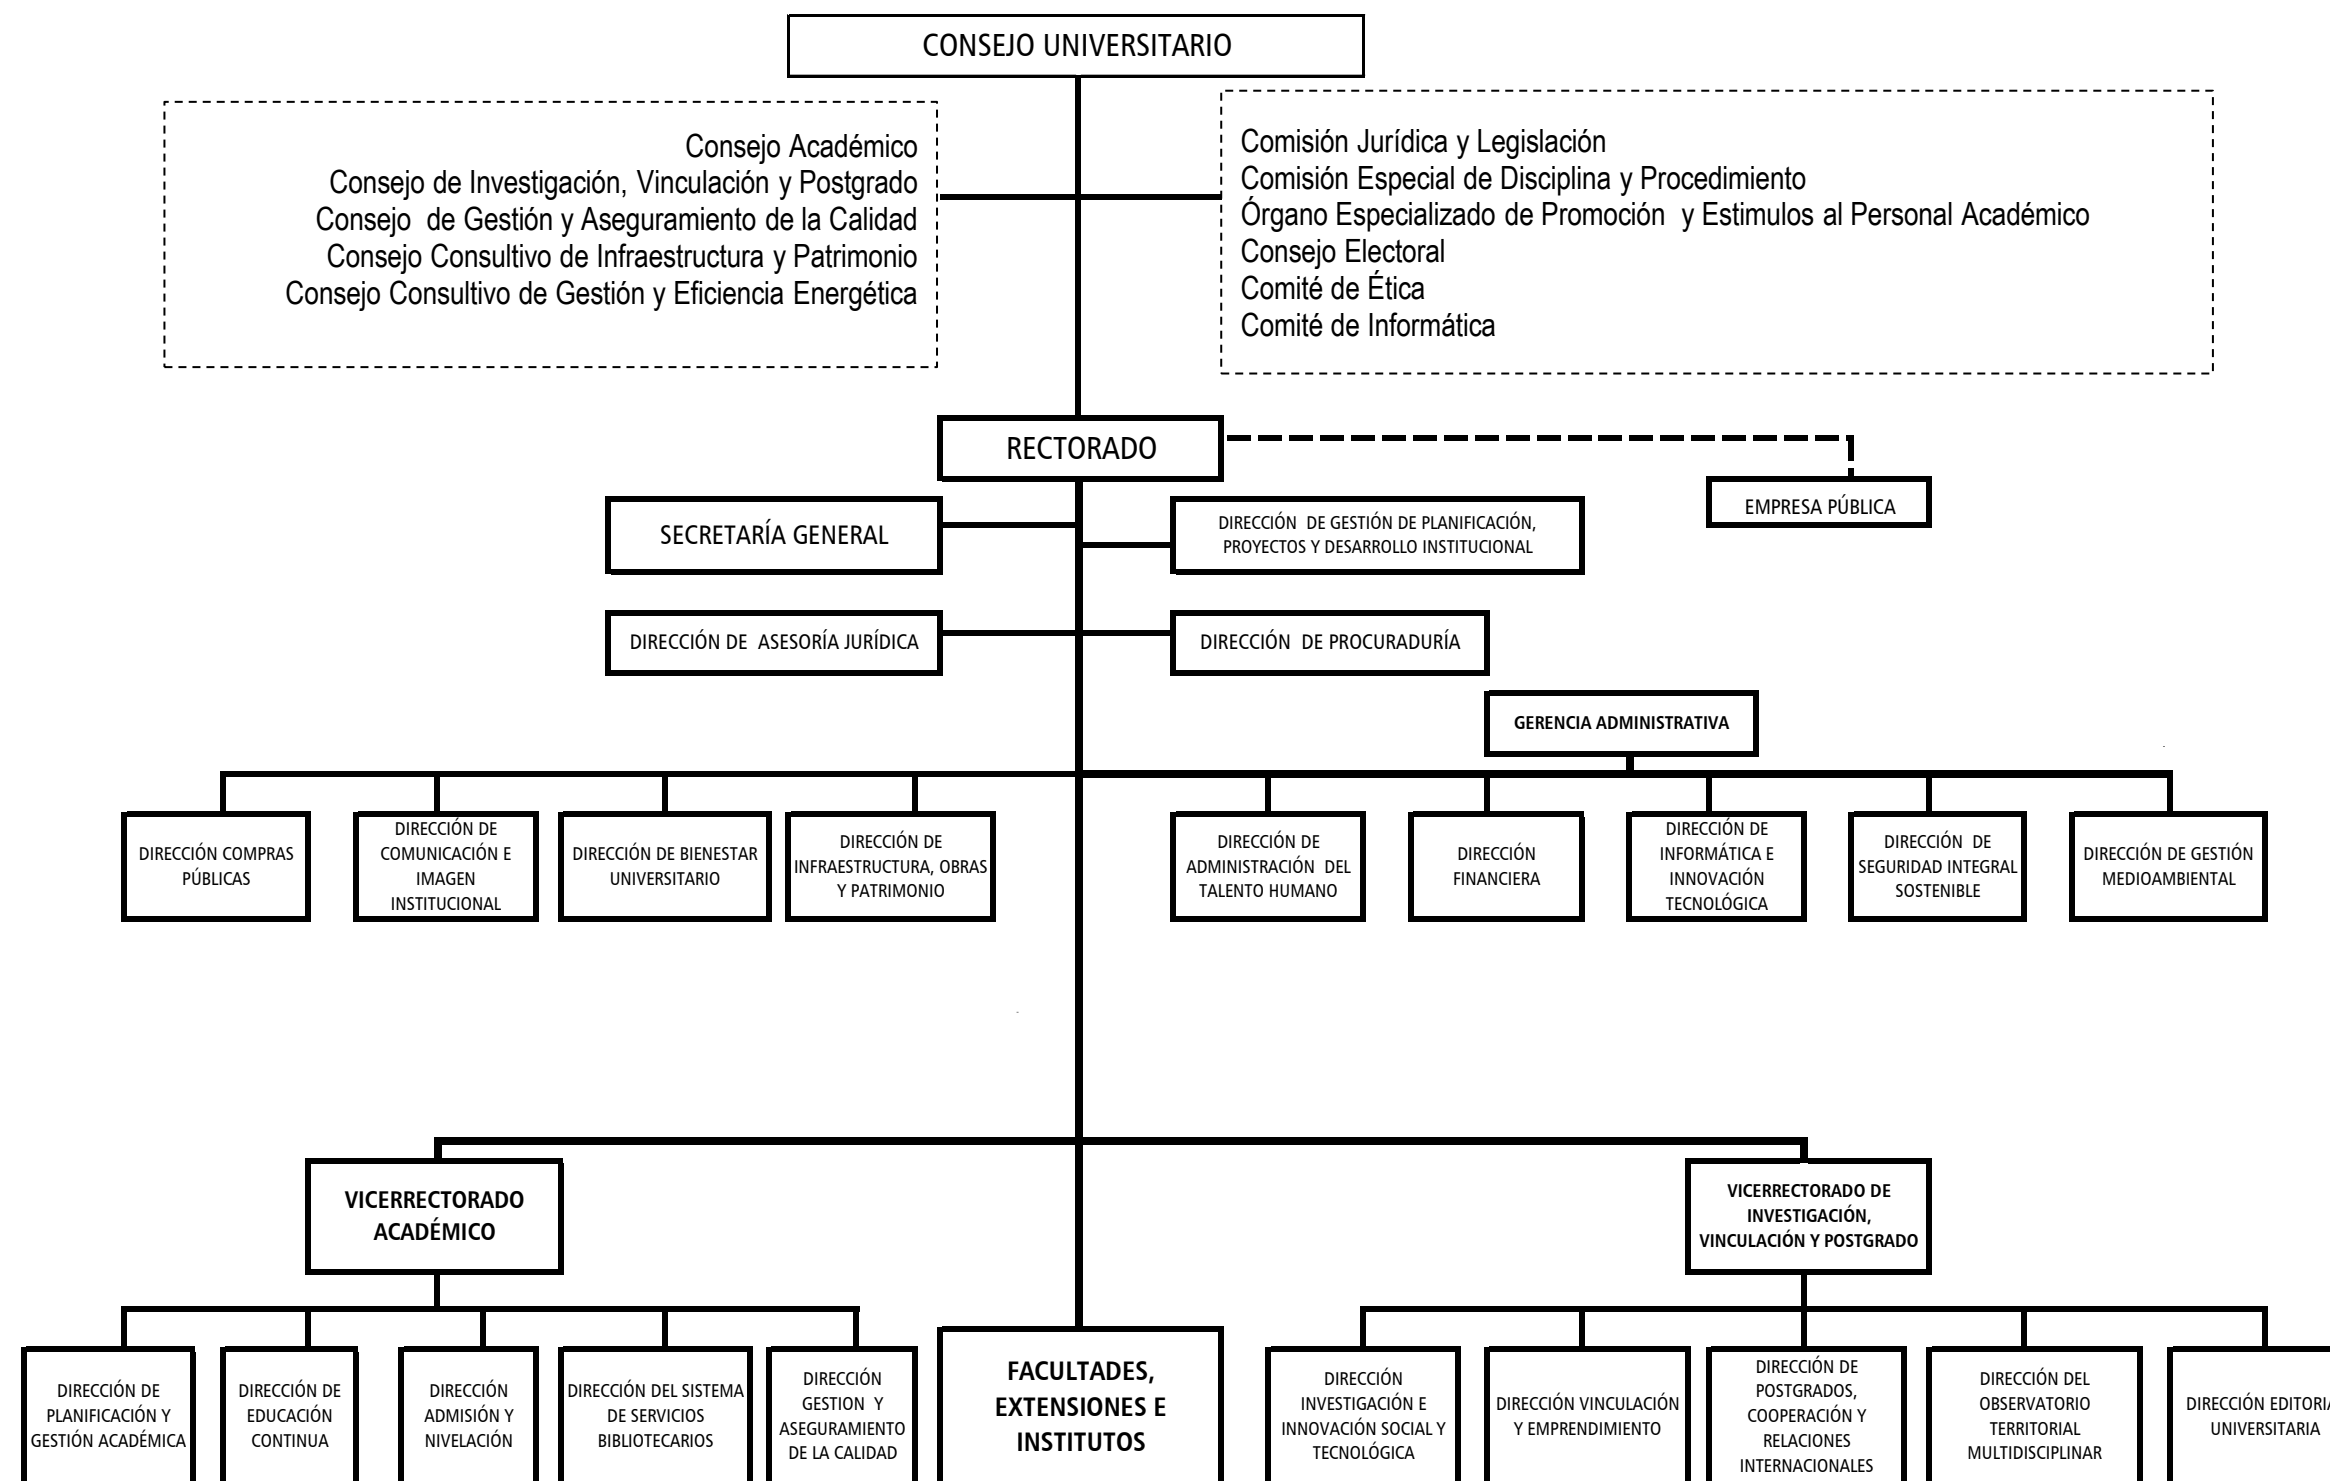 CONSEJO UNIVERSITARIO
Consejo Académico
Consejo de Investigación, Vinculación y Postgrado
Consejo  de Gestión y Aseguramiento de la Calidad
Consejo Consultivo de Infraestructura y Patrimonio
Consejo Consultivo de Gestión y Eficiencia Energética
Comisión Jurídica y Legislación
Comisión Especial de Disciplina y Procedimiento
Órgano Especializado de Promoción  y Estimulos al Personal Académico
Consejo Electoral
Comité de Ética
Comité de Informática
RECTORADO
EMPRESA PÚBLICA
SECRETARÍA GENERAL
DIRECCIÓN  DE GESTIÓN DE PLANIFICACIÓN,
PROYECTOS Y DESARROLLO INSTITUCIONAL
DIRECCIÓN DE  ASESORÍA JURÍDICA
DIRECCIÓN  DE PROCURADURÍA
GERENCIA ADMINISTRATIVA
DIRECCIÓN COMPRAS
PÚBLICAS
DIRECCIÓN DE
COMUNICACIÓN E
IMAGEN
INSTITUCIONAL
DIRECCIÓN DE BIENESTAR
UNIVERSITARIO
DIRECCIÓN DE
INFRAESTRUCTURA, OBRAS
Y PATRIMONIO
DIRECCIÓN DE
ADMINISTRACIÓN  DEL
TALENTO HUMANO
DIRECCIÓN
FINANCIERA
DIRECCIÓN DE
INFORMÁTICA E
INNOVACIÓN
TECNOLÓGICA
DIRECCIÓN  DE
SEGURIDAD INTEGRAL
SOSTENIBLE
DIRECCIÓN DE GESTIÓN
MEDIOAMBIENTAL
VICERRECTORADO
ACADÉMICO
VICERRECTORADO DE
INVESTIGACIÓN,
VINCULACIÓN Y POSTGRADO
DIRECCIÓN DE
PLANIFICACIÓN Y
GESTIÓN ACADÉMICA
DIRECCIÓN DE
EDUCACIÓN
CONTINUA
DIRECCIÓN
ADMISIÓN Y
NIVELACIÓN
DIRECCIÓN DEL SISTEMA
DE SERVICIOS
BIBLIOTECARIOS
DIRECCIÓN
GESTION  Y
ASEGURAMIENTO
DE LA CALIDAD
FACULTADES,
EXTENSIONES E
INSTITUTOS
DIRECCIÓN
INVESTIGACIÓN E
INNOVACIÓN SOCIAL Y
TECNOLÓGICA
DIRECCIÓN VINCULACIÓN
Y EMPRENDIMIENTO
DIRECCIÓN DE
POSTGRADOS,
COOPERACIÓN Y
RELACIONES
INTERNACIONALES
DIRECCIÓN DEL
OBSERVATORIO
TERRITORIAL
MULTIDISCIPLINAR
DIRECCIÓN
UNIVERSITARIA